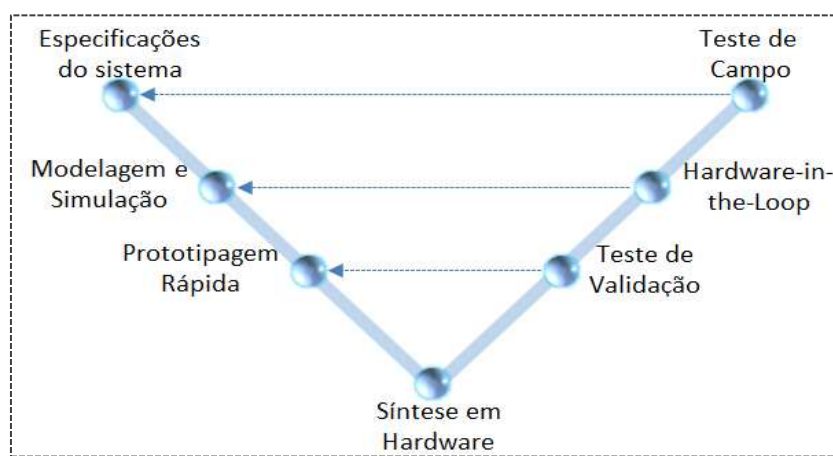 Especificações
do sistema
Teste de
Campo
Modelagem e
Simulação
Hardware-in-
the-Loop
Prototipagem
Rápida
Teste de
Validação
Síntese em
Hardware